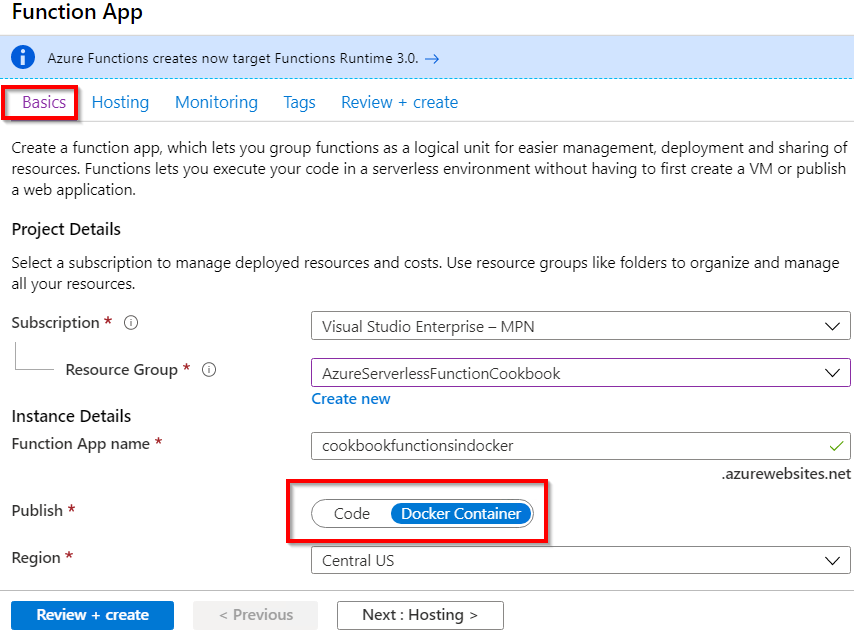 Function App
Azure Functions creates now target Functions Runtime 3.0. →
Basics Hosting Monitoring Tags Review + create
Create a function app, which lets you group functions as a logical unit for easier management, deployment and sharing of
resources. Functions lets you execute your code in a serverless environment without having to first create a VM or publish
a web application.
Project Details
Select a subscription to manage deployed resources and costs. Use resource groups like folders to organize and manage
all your resources.
Subscription * Visual Studio Enterprise – MPN
Resource Group * AzureServerlessFunctionCookbook
Create new
Instance Details
Function App name * cookbookfunctionsindocker
.azurewebsites.net
Publish * Code Docker Container
Region * Central US
Review + create < Previous Next : Hosting >